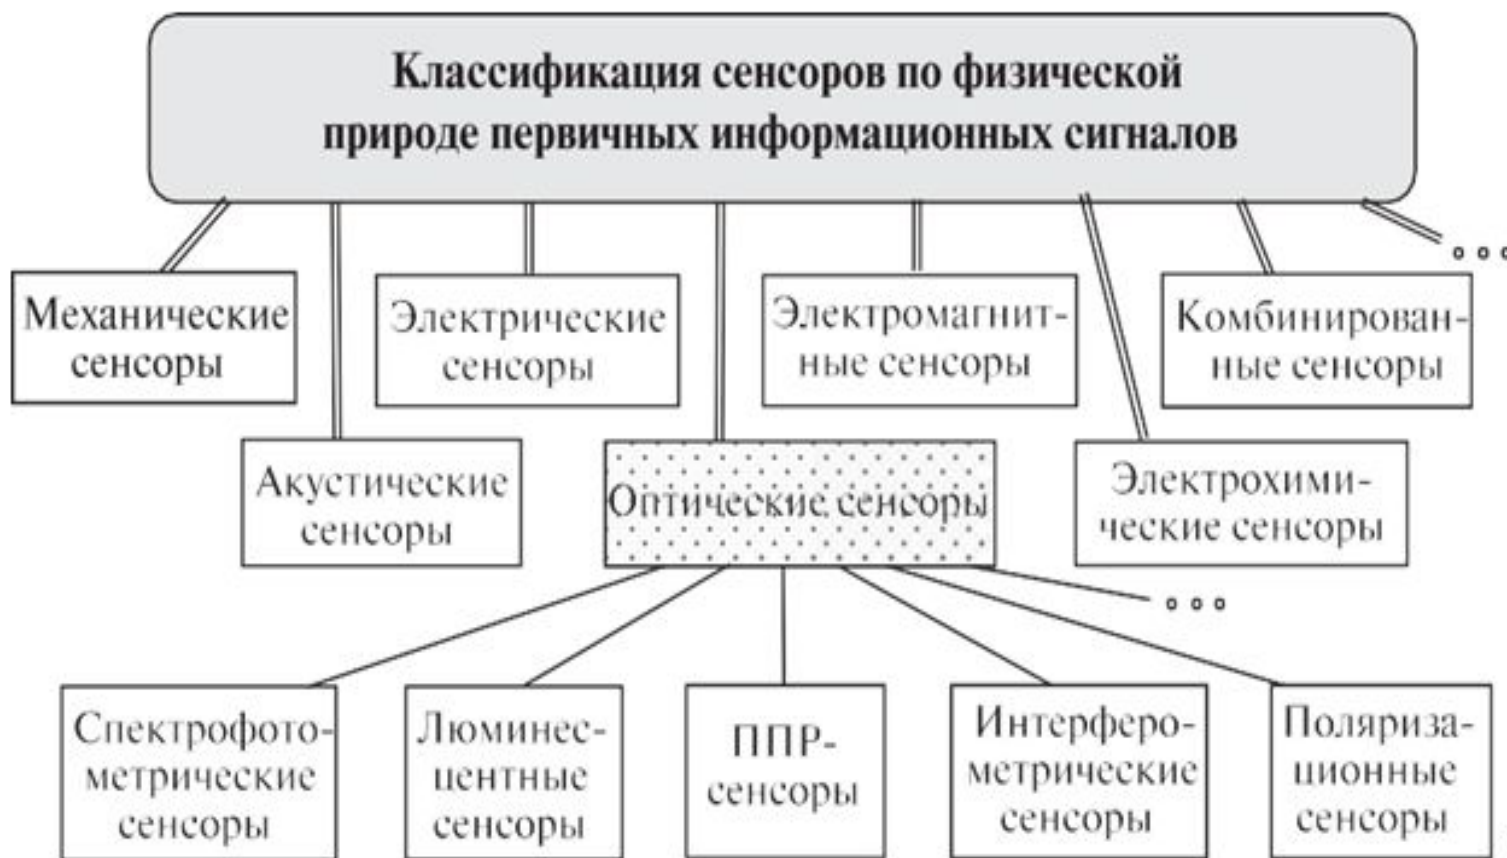 Классификация сенсоров по физической
природе первичных информационных сигналов
Механические
сенсоры
Электрические
сенсоры
Электромагнит-
ные сенсоры
Комбинирован-
ные сенсоры
Акустические
сенсоры
Оптические сенсоры
Электрохими-
ческие сенсоры
Спектрофото-
метрические
сенсоры
Люминес-
центные
сенсоры
ППР-
сенсоры
Интерферо-
метрические
сенсоры
Поляриза-
ционные
сенсоры